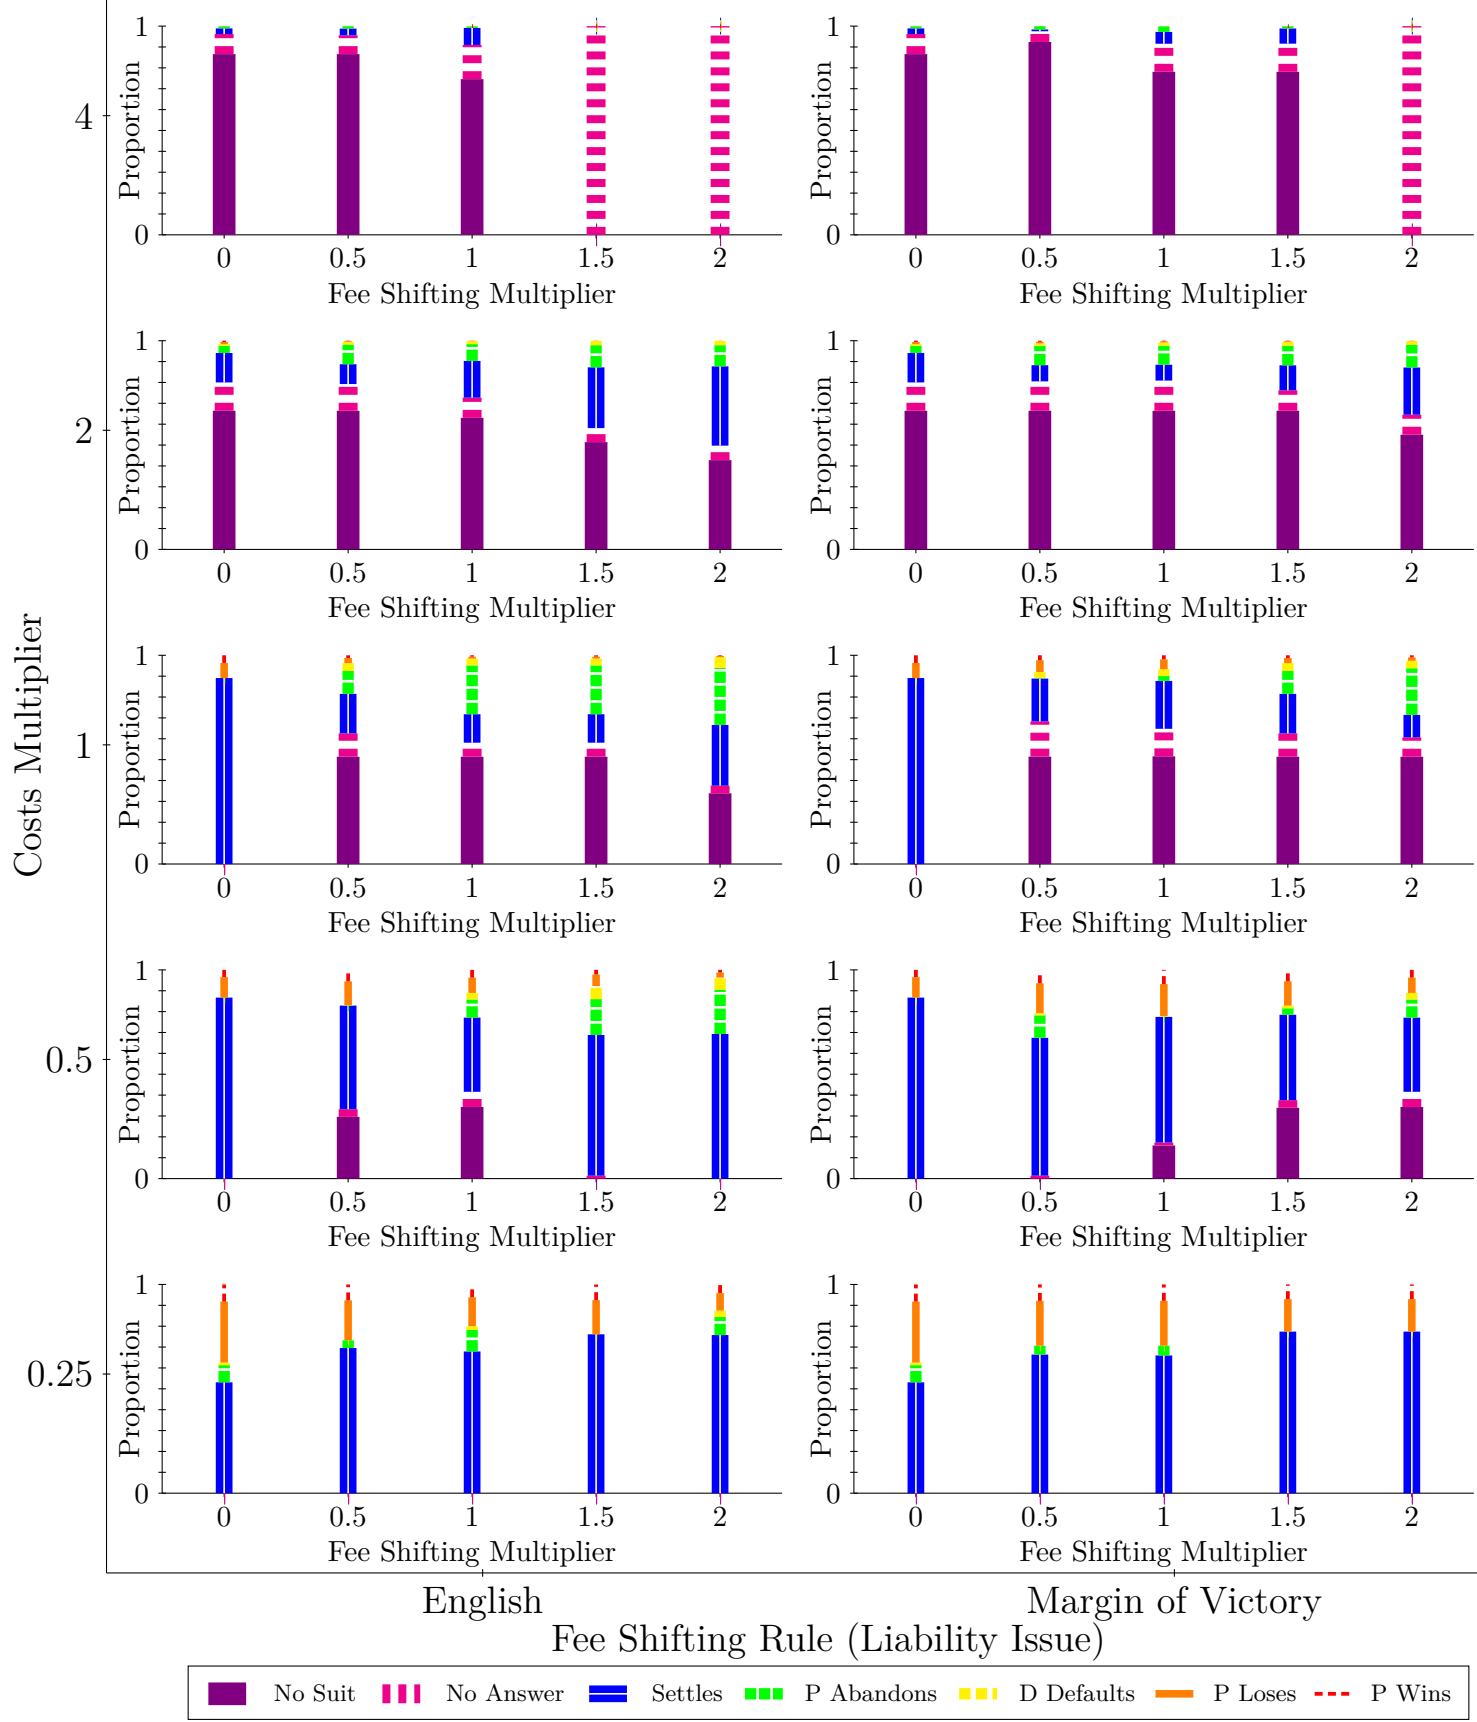 1
Proportion
0
0 0.5 1 1.5 2
Fee Shifting Multiplier
1
Proportion
0
0 0.5 1 1.5 2
Fee Shifting Multiplier
4
1
Proportion
0
0 0.5 1 1.5 2
Fee Shifting Multiplier
1
Proportion
0
0 0.5 1 1.5 2
Fee Shifting Multiplier
2
Costs Multiplier
1
Proportion
0
0 0.5 1 1.5 2
Fee Shifting Multiplier
1
Proportion
0
0 0.5 1 1.5 2
Fee Shifting Multiplier
1
1
Proportion
0
0 0.5 1 1.5 2
Fee Shifting Multiplier
1
Proportion
0
0 0.5 1 1.5 2
Fee Shifting Multiplier
0.5
1
Proportion
0
0 0.5 1 1.5 2
Fee Shifting Multiplier
1
Proportion
0
0 0.5 1 1.5 2
Fee Shifting Multiplier
0.25
English Margin of Victory
Fee Shifting Rule (Liability Issue)
No Suit No Answer Settles P Abandons D Defaults P Loses P Wins